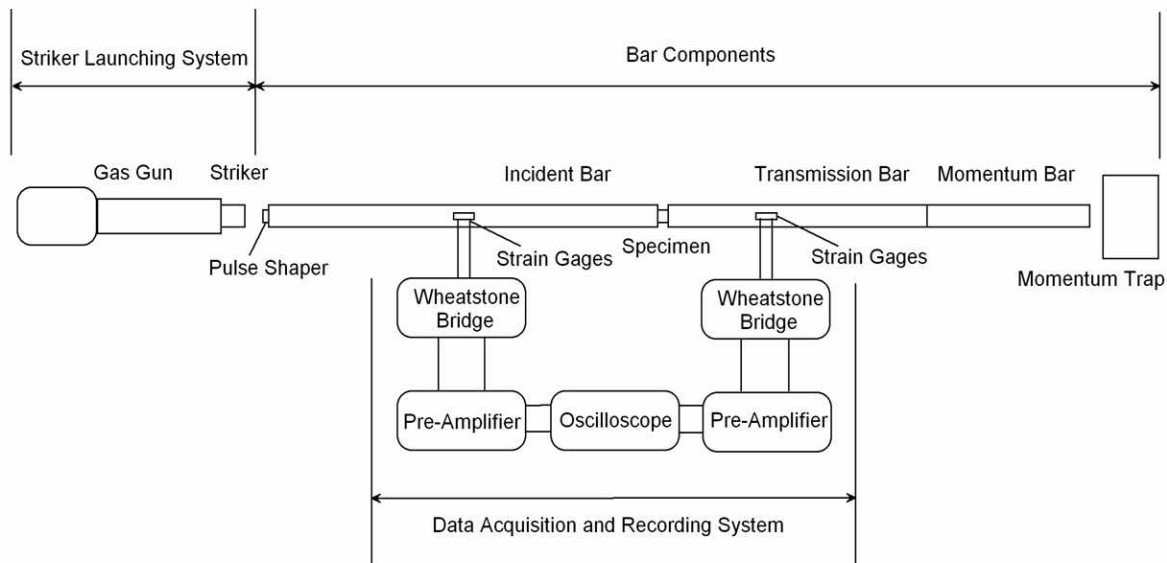 Striker Launching System
Bar Components
Gas Gun
Striker
Incident Bar
Transmission Bar
Momentum Bar
Pulse Shaper
Strain Gages
Specimen
Strain Gages
Momentum Trap
Wheatstone
Bridge
Wheatstone
Bridge
Pre-Amplifier
Oscilloscope
Pre-Amplifier
Data Acquisition and Recording System